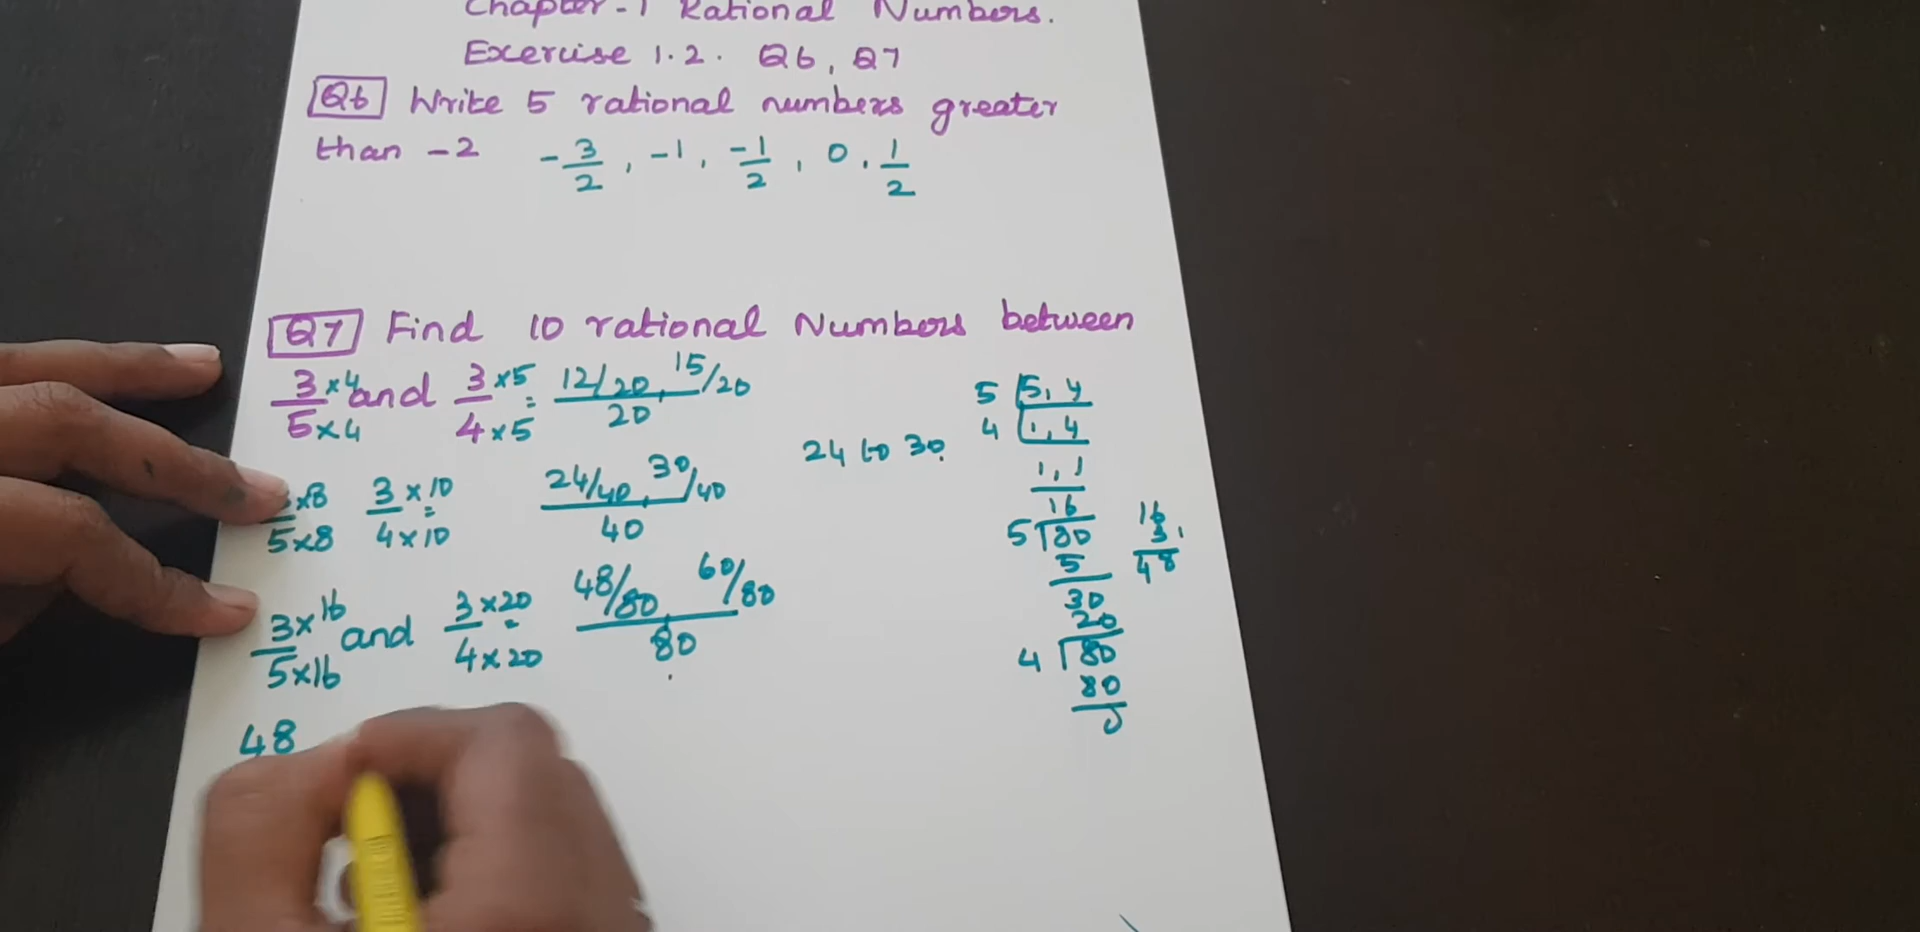 Chapter-1 Rational Numbers.
Exercise 1.2. Q6, Q7
Q6 Write 5 rational numbers greater
than -2 -3/2, -1, -1/2, 0, 1/2
Q7 Find 10 rational Numbers between
3×4/5×4 and 3×5/4×5 = 12/20, 15/20
20
×8/5×8 3×10/4×10 = 24/40, 30/40
40
24 to 30.
3×16/5×16 and 3×20/4×20 = 48/80, 60/80
80
48
5 5, 4
4 1, 4
1, 1
16
5 80
5
30
20
4 80
80
0
16
3
48